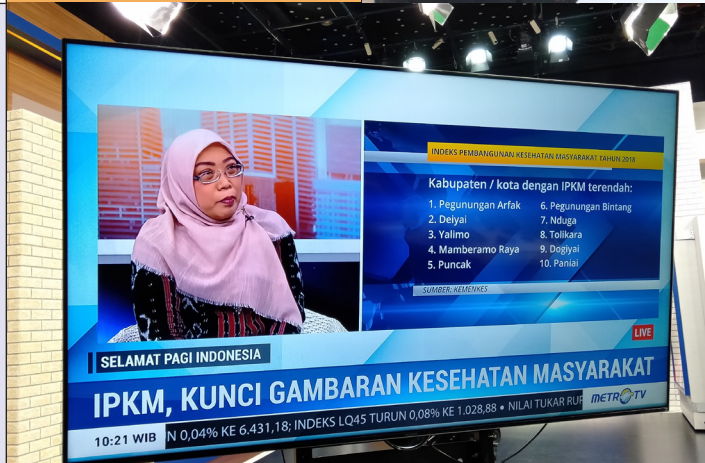 INDEKS PEMBANGUNAN KESEHATAN MASYARAKAT TAHUN 2018
Kabupaten / kota dengan IPKM terendah:
1. Pegunungan Arfak
2. Deiyai
3. Yalimo
4. Mamberamo Raya
5. Puncak
6. Pegunungan Bintang
7. Nduga
8. Tolikara
9. Dogiyai
10. Paniai
SUMBER: KEMENKES
LIVE
SELAMAT PAGI INDONESIA
IPKM, KUNCI GAMBARAN KESEHATAN MASYARAKAT
METRO TV
10:21 WIB
N 0,04% KE 6.431,18; INDEKS LQ45 TURUN 0,08% KE 1.028,88 • NILAI TUKAR RUP